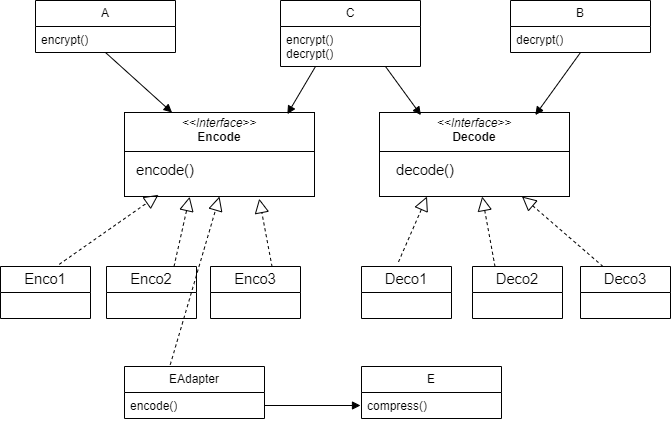 A
encrypt()
C
encrypt()
decrypt()
B
decrypt()
<<Interface>>
Encode
encode()
<<Interface>>
Decode
decode()
Enco1
Enco2
Enco3
Deco1
Deco2
Deco3
EAdapter
encode()
E
compress()